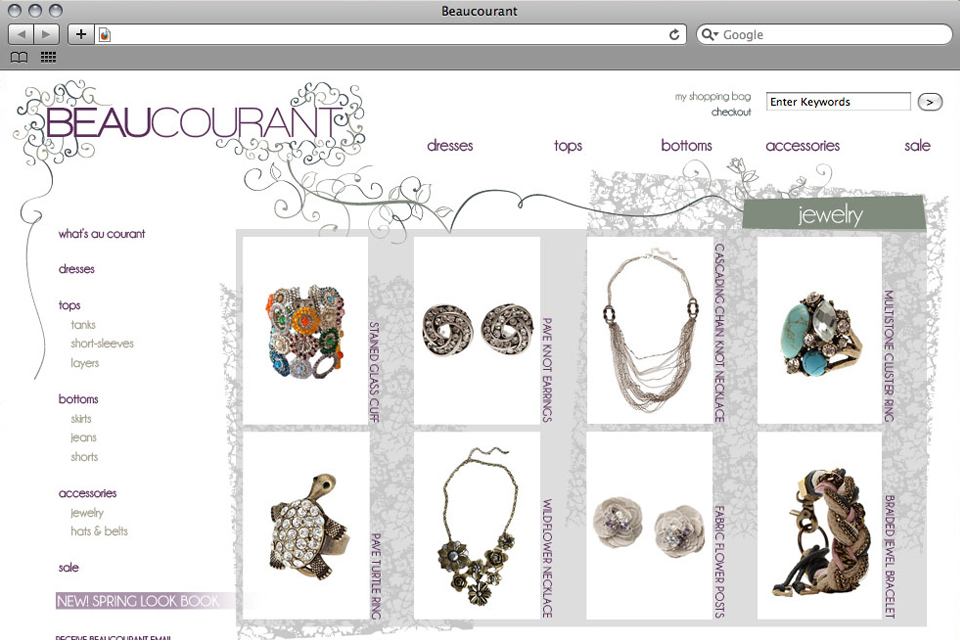 Beaucourant
Google
BEAUCOURANT
my shopping bag
checkout
Enter Keywords
>
dresses
tops
bottoms
accessories
sale
jewelry
what's au courant
dresses
tops
tanks
short-sleeves
layers
bottoms
skirts
jeans
shorts
accessories
jewelry
hats & belts
sale
NEW! SPRING LOOK BOOK
RECEIVE BEAUCOURANT EMAIL
STAINED GLASS CUFF
PAVE KNOT EARRINGS
CASCADING CHAIN KNOT NECKLACE
MULTISTONE CLUSTER RING
PAVE TURTLE RING
WILDFLOWER NECKLACE
FABRIC FLOWER POSTS
BRAIDED JEWEL BRACELET